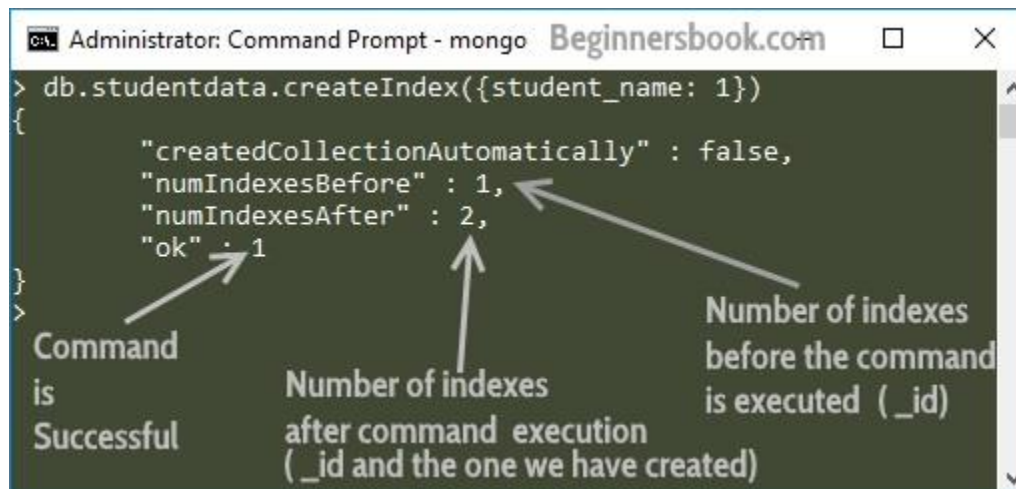 Administrator: Command Prompt - mongo Beginnersbook.com
> db.studentdata.createIndex({student_name: 1})
{
"createdCollectionAutomatically" : false,
"numIndexesBefore" : 1,
"numIndexesAfter" : 2,
"ok" : 1
}
>
Command
is
Successful
Number of indexes
after command execution
( _id and the one we have created)
Number of indexes
before the command
is executed ( _id)